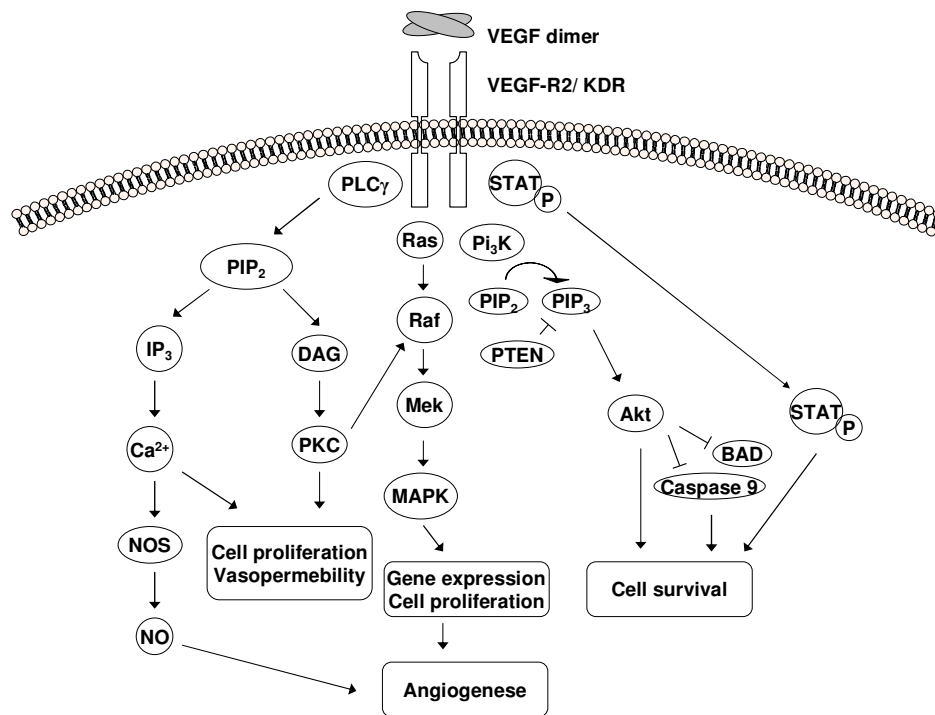 VEGF dimer
VEGF-R2/ KDR
PLCγ
STAT
P
Ras
Pi₃K
PIP₂
PIP₂
PIP₃
IP₃
DAG
Raf
PTEN
Mek
Akt
STAT
P
Ca²⁺
PKC
BAD
MAPK
Caspase 9
NOS
Cell proliferation
Vasopermebility
Gene expression
Cell proliferation
Cell survival
NO
Angiogenese